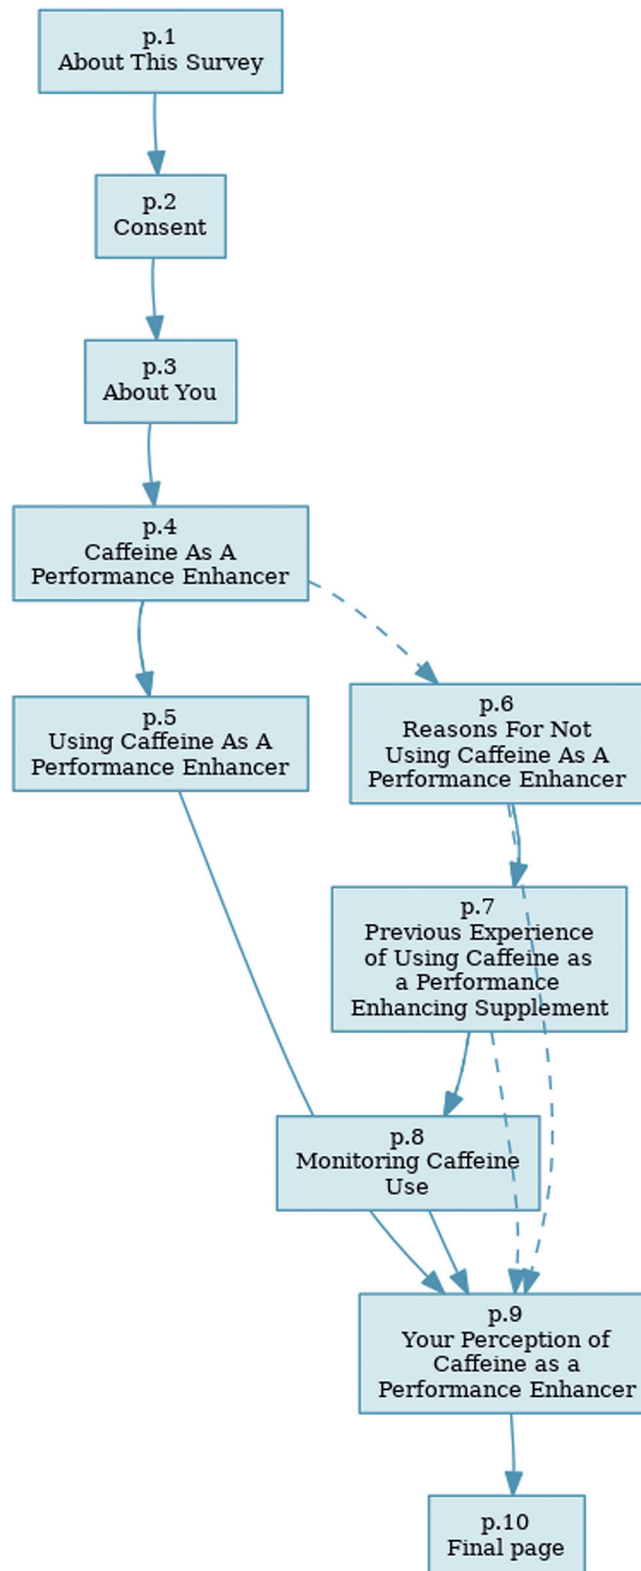 p.1
About This Survey
p.2
Consent
p.3
About You
p.4
Caffeine As A
Performance Enhancer
p.5
Using Caffeine As A
Performance Enhancer
p.6
Reasons For Not
Using Caffeine As A
Performance Enhancer
p.7
Previous Experience
of Using Caffeine as
a Performance
Enhancing Supplement
p.8
Monitoring Caffeine
Use
p.9
Your Perception of
Caffeine as a
Performance Enhancer
p.10
Final page